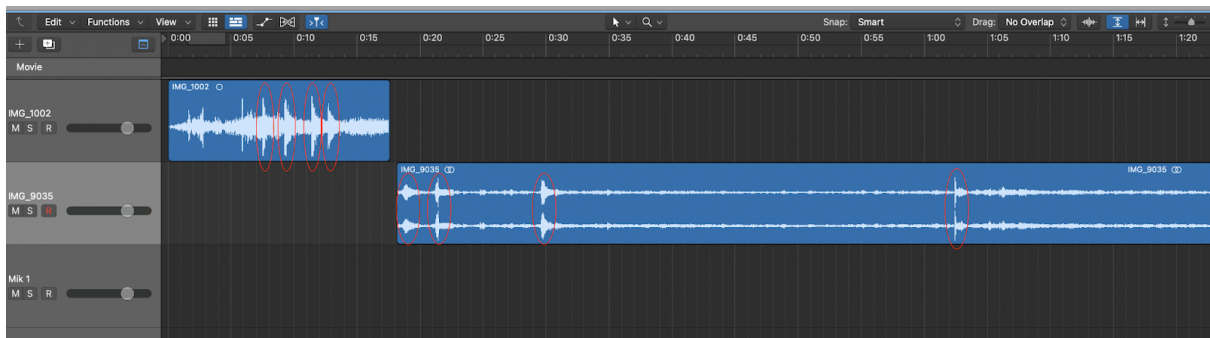 Edit Functions View Snap: Smart Drag: No Overlap
0:00 0:05 0:10 0:15 0:20 0:25 0:30 0:35 0:40 0:45 0:50 0:55 1:00 1:05 1:10 1:15 1:20
Movie
IMG_1002
IMG_1002
M S R
IMG_9035 IMG_9035
IMG_9035
M S R
Mik 1
M S R